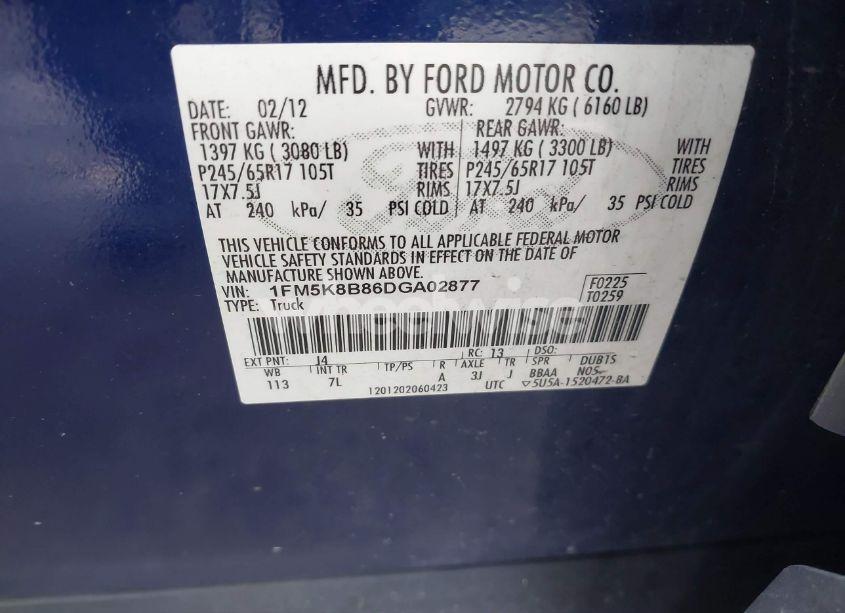 MFD. BY FORD MOTOR CO.
DATE: 02/12 GVWR: 2794 KG ( 6160 LB)
FRONT GAWR: REAR GAWR:
1397 KG ( 3080 LB) WITH 1497 KG ( 3300 LB) WITH
P245/65R17 105T TIRES P245/65R17 105T TIRES
17X7.5J RIMS 17X7.5J RIMS
AT 240 kPa/ 35 PSI COLD AT 240 kPa/ 35 PSI COLD
THIS VEHICLE CONFORMS TO ALL APPLICABLE FEDERAL MOTOR
VEHICLE SAFETY STANDARDS IN EFFECT ON THE DATE OF
MANUFACTURE SHOWN ABOVE.
VIN: 1FM5K8B86DGA02877 F0225
TYPE: Truck T0259
EXT PNT: J4 RC: 13 DSO:
WB INT TR TP/PS R AXLE TR SPR DUBTS
113 7L A 3J J BBAA N05-
1201202060423 UTC 5U5A-1520472-BA